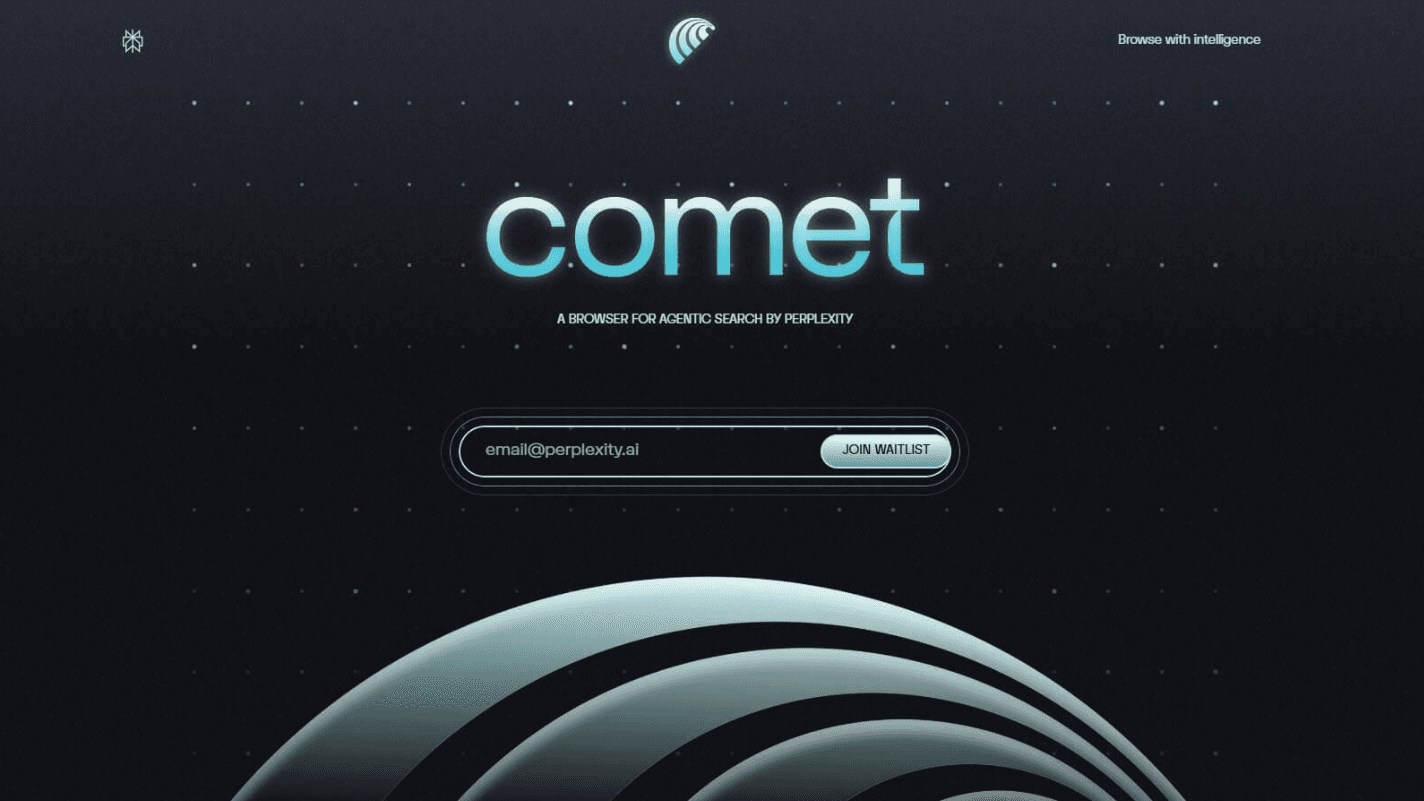 Browse with intelligence
comet
A BROWSER FOR AGENTIC SEARCH BY PERPLEXITY
email@perplexity.ai
JOIN WAITLIST